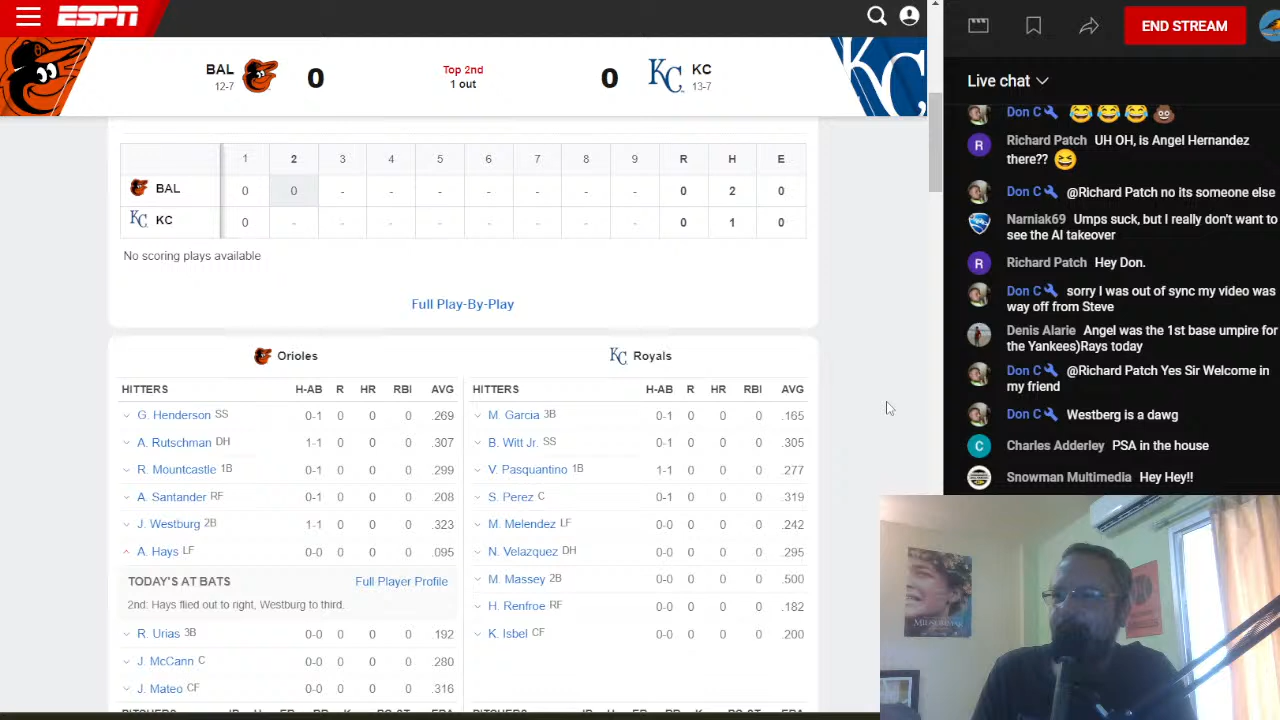 ESPN
END STREAM
BAL
12-7
0
Top 2nd
1 out
0
KC
13-7
1 2 3 4 5 6 7 8 9 R H E
BAL 0 0 - - - - - - - 0 2 0
KC 0 - - - - - - - - 0 1 0
No scoring plays available
Full Play-By-Play
Orioles
HITTERS H-AB R HR RBI AVG
G. Henderson SS 0-1 0 0 0 .269
A. Rutschman DH 1-1 0 0 0 .307
R. Mountcastle 1B 0-1 0 0 0 .299
A. Santander RF 0-1 0 0 0 .208
J. Westburg 2B 1-1 0 0 0 .323
A. Hays LF 0-0 0 0 0 .095
TODAY'S AT BATS Full Player Profile
2nd: Hays flied out to right, Westburg to third.
R. Urias 3B 0-0 0 0 0 .192
J. McCann C 0-0 0 0 0 .280
J. Mateo CF 0-0 0 0 0 .316
Royals
HITTERS H-AB R HR RBI AVG
M. Garcia 3B 0-1 0 0 0 .165
B. Witt Jr. SS 0-1 0 0 0 .305
V. Pasquantino 1B 1-1 0 0 0 .277
S. Perez C 0-1 0 0 0 .319
M. Melendez LF 0-0 0 0 0 .242
N. Velazquez DH 0-0 0 0 0 .295
M. Massey 2B 0-0 0 0 0 .500
H. Renfroe RF 0-0 0 0 0 .182
K. Isbel CF 0-0 0 0 0 .200
Live chat
Don C 😂😂😂💩
Richard Patch UH OH, is Angel Hernandez
there?? 😆
Don C @Richard Patch no its someone else
Narniak69 Umps suck, but I really don't want to
see the AI takeover
Richard Patch Hey Don.
Don C sorry I was out of sync my video was
way off from Steve
Denis Alarie Angel was the 1st base umpire for
the Yankees)Rays today
Don C @Richard Patch Yes Sir Welcome in
my friend
Don C Westberg is a dawg
Charles Adderley PSA in the house
Snowman Multimedia Hey Hey!!